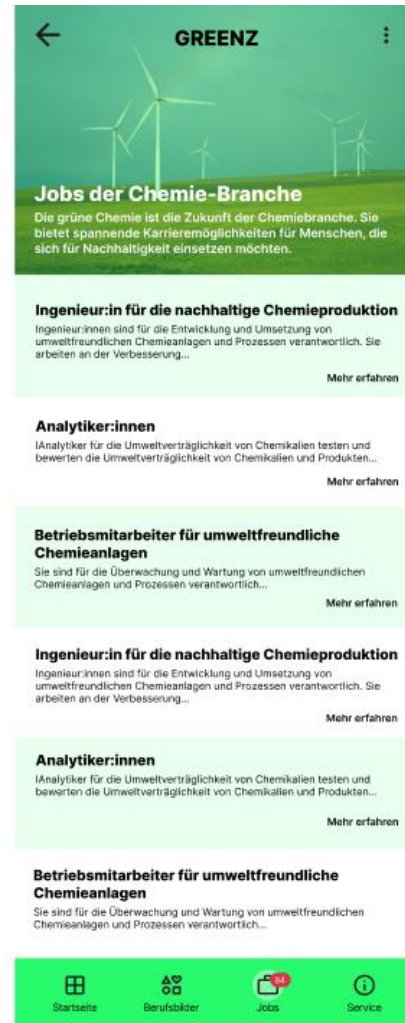 GREENZ
Jobs der Chemie-Branche
Die grüne Chemie ist die Zukunft der Chemiebranche. Sie
bietet spannende Karrieremöglichkeiten für Menschen, die
sich für Nachhaltigkeit einsetzen möchten.
Ingenieur:in für die nachhaltige Chemieproduktion
Ingenieur:innen sind für die Entwicklung und Umsetzung von
umweltfreundlichen Chemieanlagen und Prozessen verantwortlich. Sie
arbeiten an der Verbesserung...
Mehr erfahren
Analytiker:innen
IAnalytiker für die Umweltverträglichkeit von Chemikalien testen und
bewerten die Umweltverträglichkeit von Chemikalien und Produkten...
Mehr erfahren
Betriebsmitarbeiter für umweltfreundliche
Chemieanlagen
Sie sind für die Überwachung und Wartung von umweltfreundlichen
Chemieanlagen und Prozessen verantwortlich...
Mehr erfahren
Ingenieur:in für die nachhaltige Chemieproduktion
Ingenieur:innen sind für die Entwicklung und Umsetzung von
umweltfreundlichen Chemieanlagen und Prozessen verantwortlich. Sie
arbeiten an der Verbesserung...
Mehr erfahren
Analytiker:innen
IAnalytiker für die Umweltverträglichkeit von Chemikalien testen und
bewerten die Umweltverträglichkeit von Chemikalien und Produkten...
Mehr erfahren
Betriebsmitarbeiter für umweltfreundliche
Chemieanlagen
Sie sind für die Überwachung und Wartung von umweltfreundlichen
Chemieanlagen und Prozessen verantwortlich...
84
Startseite Berufsbilder Jobs Service